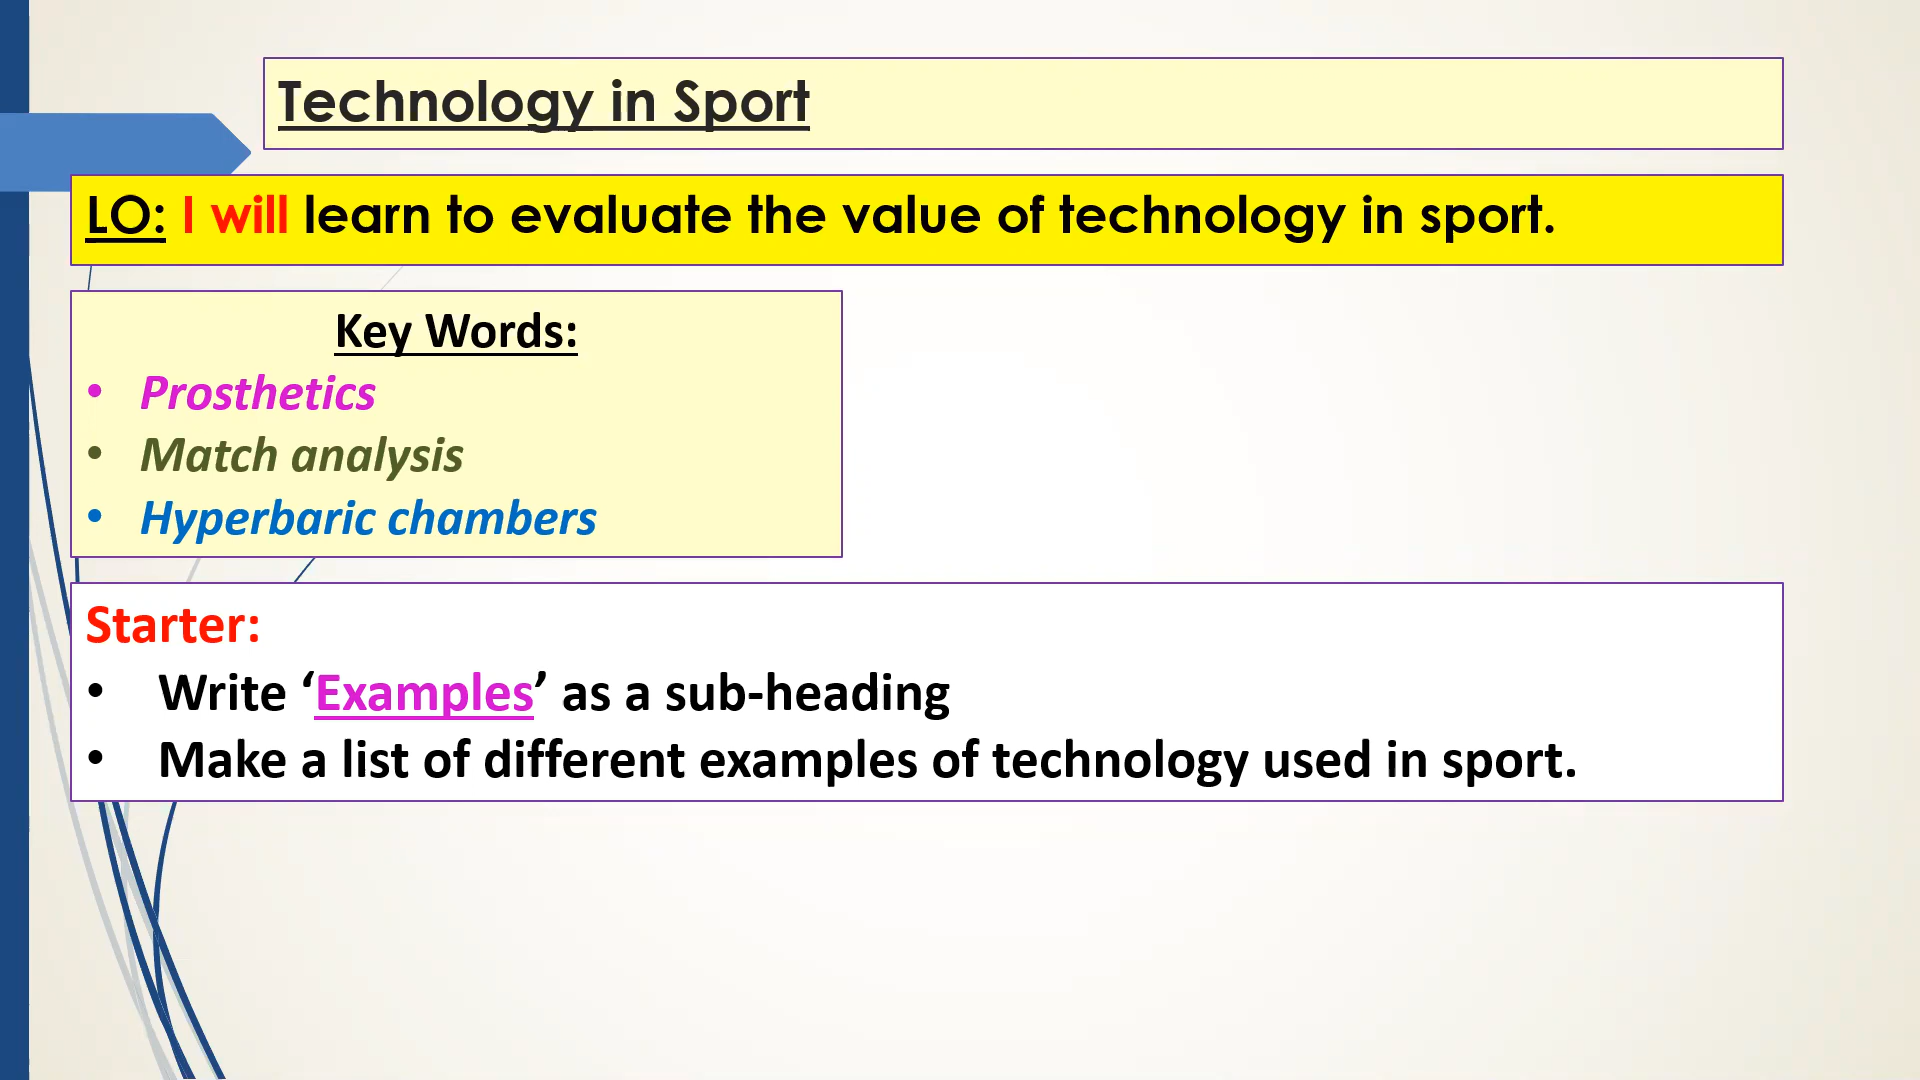 Technology in Sport
LO: I will learn to evaluate the value of technology in sport.
Key Words:
• Prosthetics
• Match analysis
• Hyperbaric chambers
Starter:
• Write ‘Examples’ as a sub-heading
• Make a list of different examples of technology used in sport.